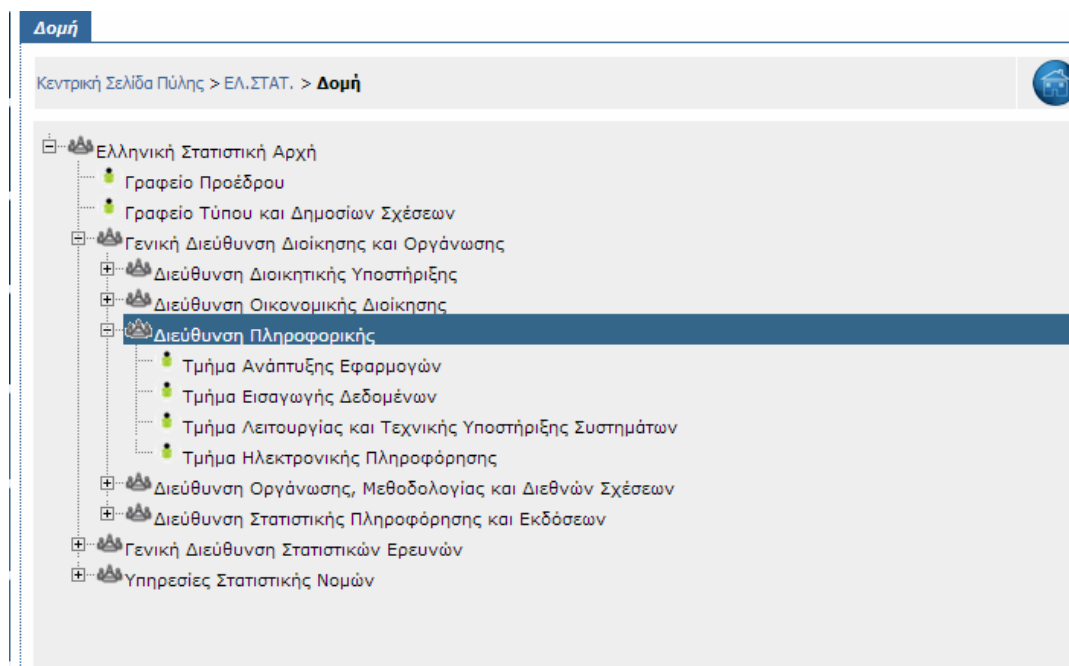 Δομή
Κεντρική Σελίδα Πύλης > ΕΛ.ΣΤΑΤ. > Δομή
Ελληνική Στατιστική Αρχή
Γραφείο Προέδρου
Γραφείο Τύπου και Δημοσίων Σχέσεων
Γενική Διεύθυνση Διοίκησης και Οργάνωσης
Διεύθυνση Διοικητικής Υποστήριξης
Διεύθυνση Οικονομικής Διοίκησης
Διεύθυνση Πληροφορικής
Τμήμα Ανάπτυξης Εφαρμογών
Τμήμα Εισαγωγής Δεδομένων
Τμήμα Λειτουργίας και Τεχνικής Υποστήριξης Συστημάτων
Τμήμα Ηλεκτρονικής Πληροφόρησης
Διεύθυνση Οργάνωσης, Μεθοδολογίας και Διεθνών Σχέσεων
Διεύθυνση Στατιστικής Πληροφόρησης και Εκδόσεων
Γενική Διεύθυνση Στατιστικών Ερευνών
Υπηρεσίες Στατιστικής Νομών